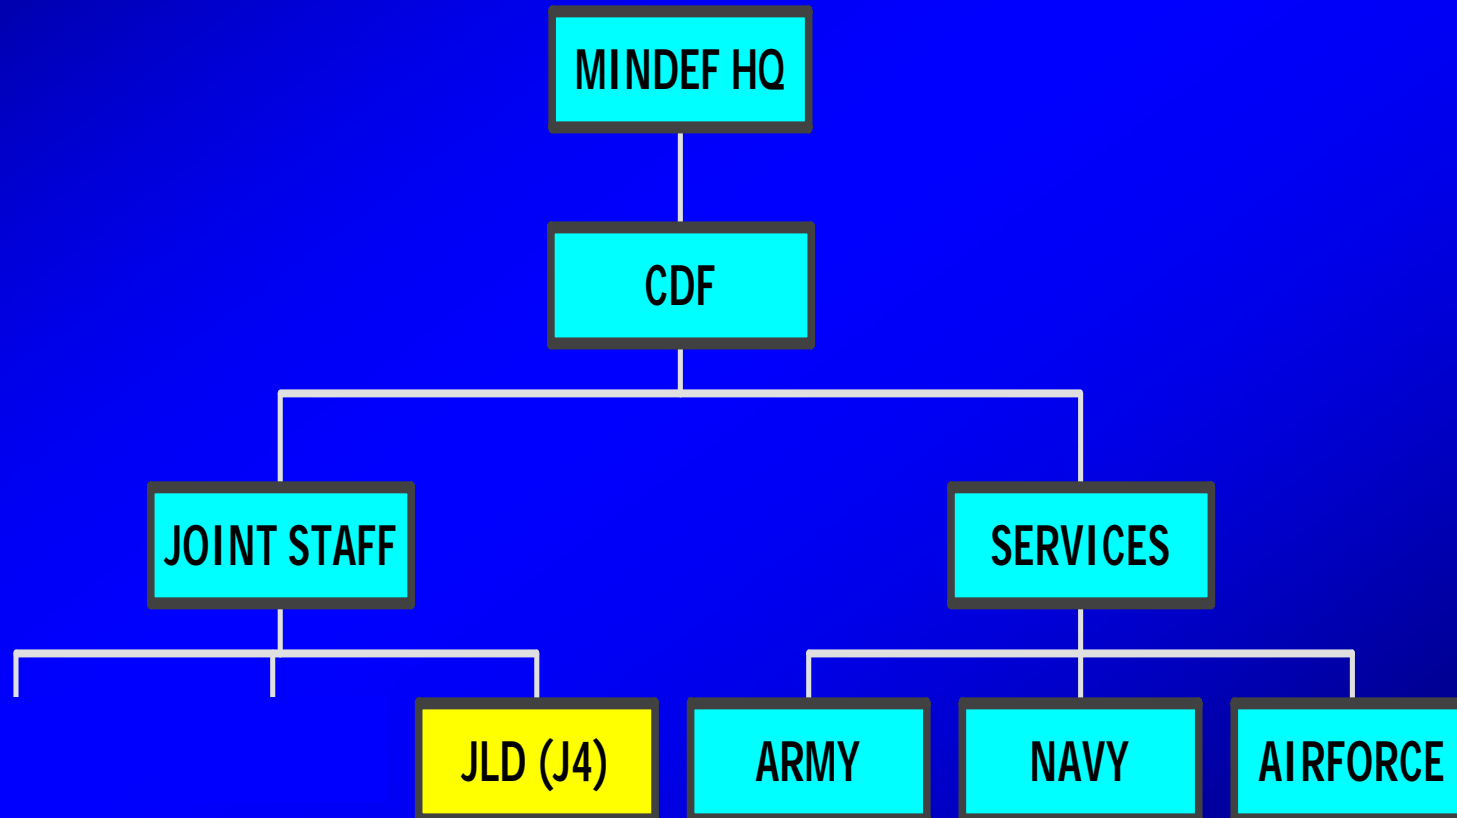 MINDEF HQ
CDF
JOINT STAFF
SERVICES
JLD (J4)
ARMY
NAVY
AIRFORCE